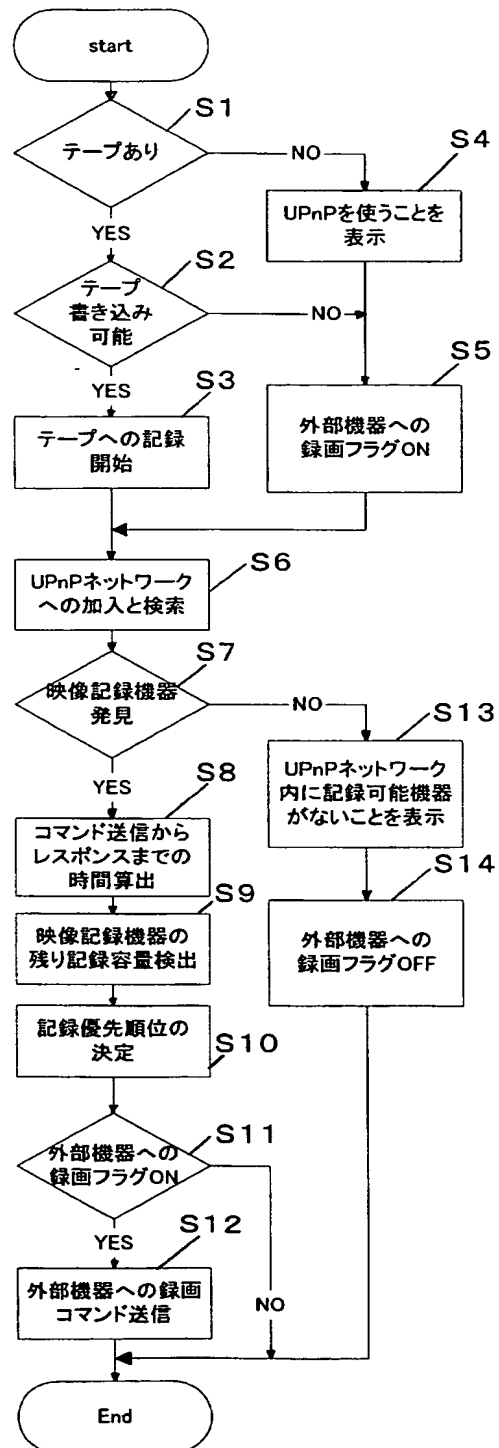 start
S1
テープあり
NO
S4
UPnPを使うことを
表示
YES
S2
テープ
書き込み
可能
NO
YES
S3
テープへの記録
開始
S5
外部機器への
録画フラグON
S6
UPnPネットワーク
への加入と検索
S7
映像記録機器
発見
NO
S13
UPnPネットワーク
内に記録可能機器
がないことを表示
YES
S8
コマンド送信から
レスポンスまでの
時間算出
S14
外部機器への
録画フラグOFF
S9
映像記録機器の
残り記録容量検出
記録優先順位の
決定
S10
S11
外部機器への
録画フラグON
YES
NO
S12
外部機器への録画
コマンド送信
End